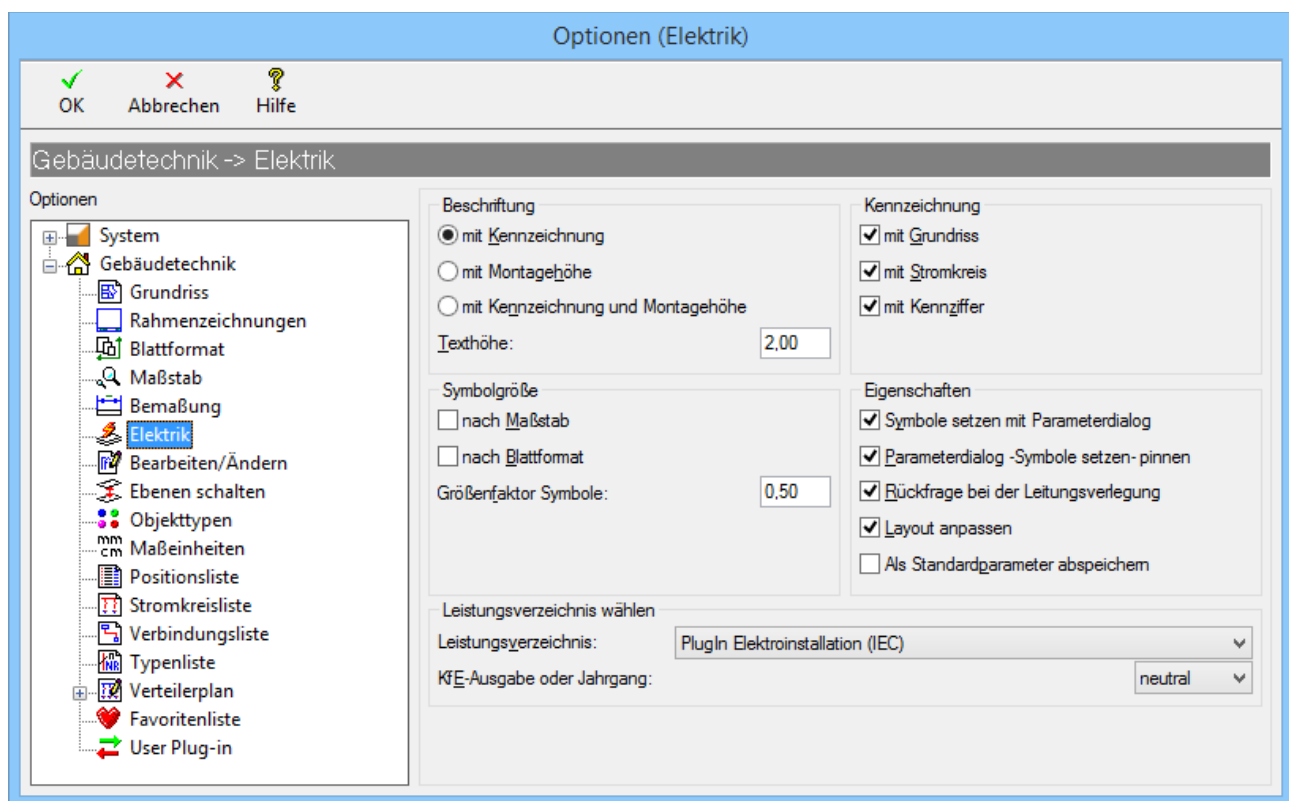 Optionen (Elektrik)
OK Abbrechen Hilfe
Gebäudetechnik -> Elektrik
Optionen
System
Gebäudetechnik
Grundriss
Rahmenzeichnungen
Blattformat
Maßstab
Bemaßung
Elektrik
Bearbeiten/Ändern
Ebenen schalten
Objekttypen
mm
cm Maßeinheiten
Positionsliste
Stromkreisliste
Verbindungsliste
NR Typenliste
Verteilerplan
Favoritenliste
User Plug-in
Beschriftung
mit Kennzeichnung
mit Montagehöhe
mit Kennzeichnung und Montagehöhe
Texthöhe: 2,00
Kennzeichnung
mit Grundriss
mit Stromkreis
mit Kennziffer
Symbolgröße
nach Maßstab
nach Blattformat
Größenfaktor Symbole: 0,50
Eigenschaften
Symbole setzen mit Parameterdialog
Parameterdialog -Symbole setzen- pinnen
Rückfrage bei der Leitungsverlegung
Layout anpassen
Als Standardparameter abspeichern
Leistungsverzeichnis wählen
Leistungsverzeichnis: PlugIn Elektroinstallation (IEC)
KfE-Ausgabe oder Jahrgang: neutral